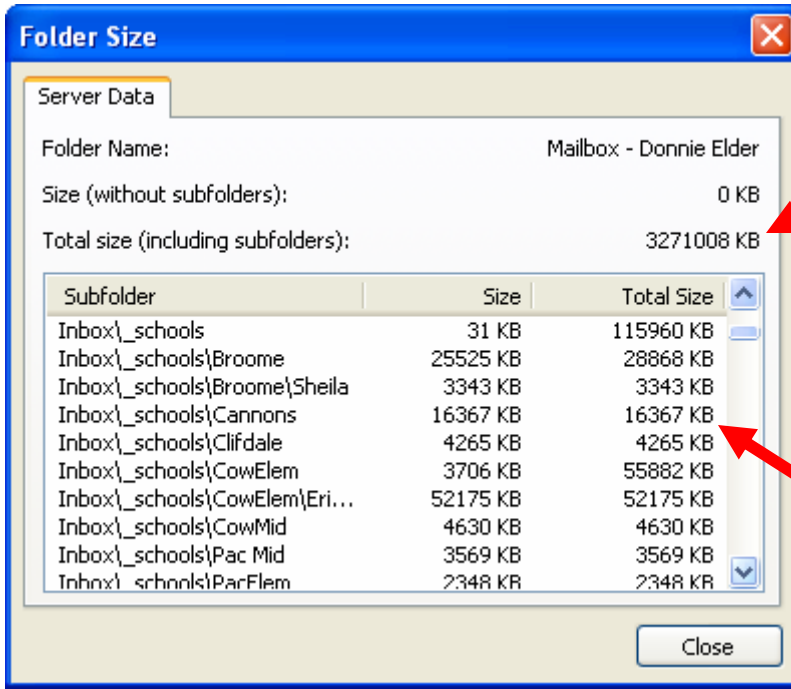 Folder Size
Server Data
Folder Name: Mailbox - Donnie Elder
Size (without subfolders): 0 KB
Total size (including subfolders): 3271008 KB
Subfolder Size Total Size
Inbox\_schools 31 KB 115960 KB
Inbox\_schools\Broome 25525 KB 28868 KB
Inbox\_schools\Broome\Sheila 3343 KB 3343 KB
Inbox\_schools\Cannons 16367 KB 16367 KB
Inbox\_schools\Clifdale 4265 KB 4265 KB
Inbox\_schools\CowElem 3706 KB 55882 KB
Inbox\_schools\CowElem\Eri... 52175 KB 52175 KB
Inbox\_schools\CowMid 4630 KB 4630 KB
Inbox\_schools\Pac Mid 3569 KB 3569 KB
Inbox\_schools\PacElem 2348 KB 2348 KB
Close